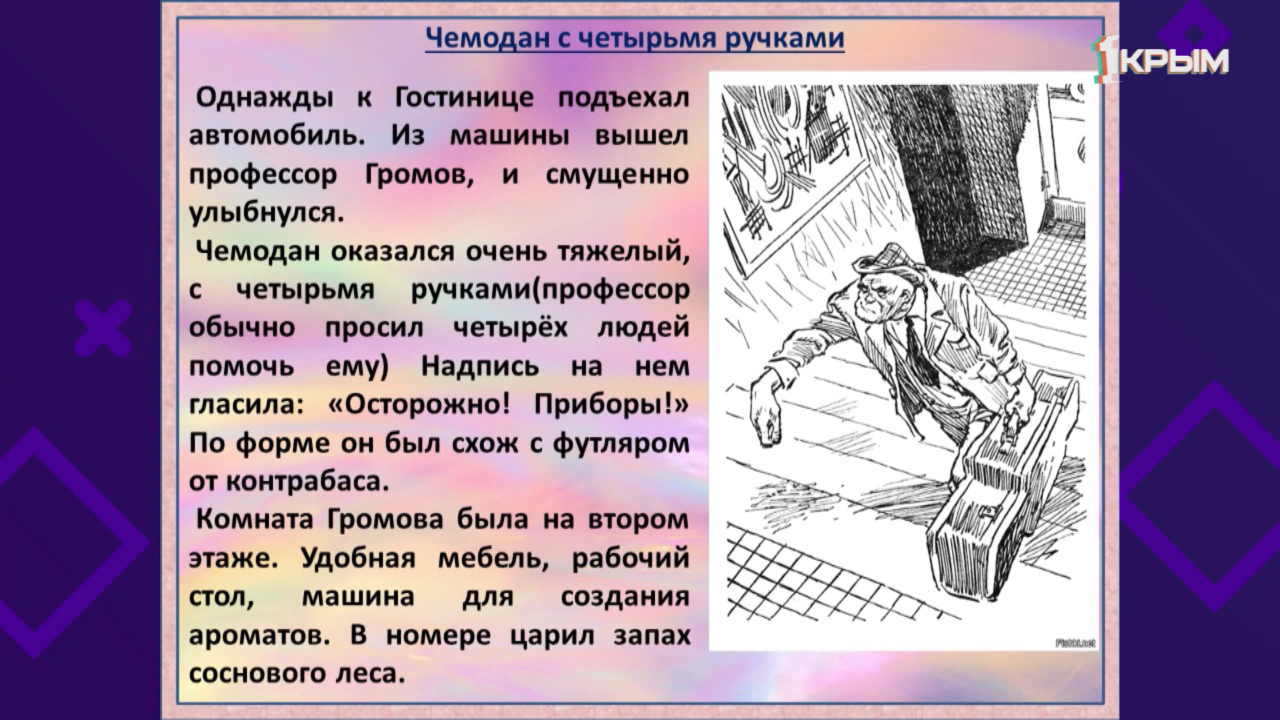 Чемодан с четырьмя ручками
1КРЫМ
Однажды к Гостинице подъехал
автомобиль. Из машины вышел
профессор Громов, и смущенно
улыбнулся.
Чемодан оказался очень тяжелый,
с четырьмя ручками(профессор
обычно просил четырёх людей
помочь ему) Надпись на нем
гласила: «Осторожно! Приборы!»
По форме он был схож с футляром
от контрабаса.
Комната Громова была на втором
этаже. Удобная мебель, рабочий
стол, машина для создания
ароматов. В номере царил запах
соснового леса.
Fishki.net